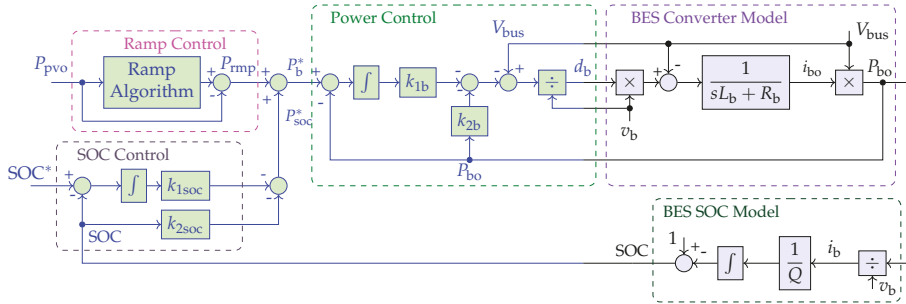 Ramp Control
P_pvo
Ramp
Algorithm
+
-
P_rmp
+
+
P_b^*
P_soc^*
Power Control
+
-
∫
k_1b
-
-
k_2b
P_bo
V_bus
-
+
÷
d_b
BES Converter Model
×
v_b
+
-
1
sL_b + R_b
i_bo
V_bus
×
P_bo
SOC Control
SOC*
+
-
∫
k_1soc
-
-
k_2soc
SOC
BES SOC Model
SOC
1
+
-
∫
1
Q
i_b
÷
v_b